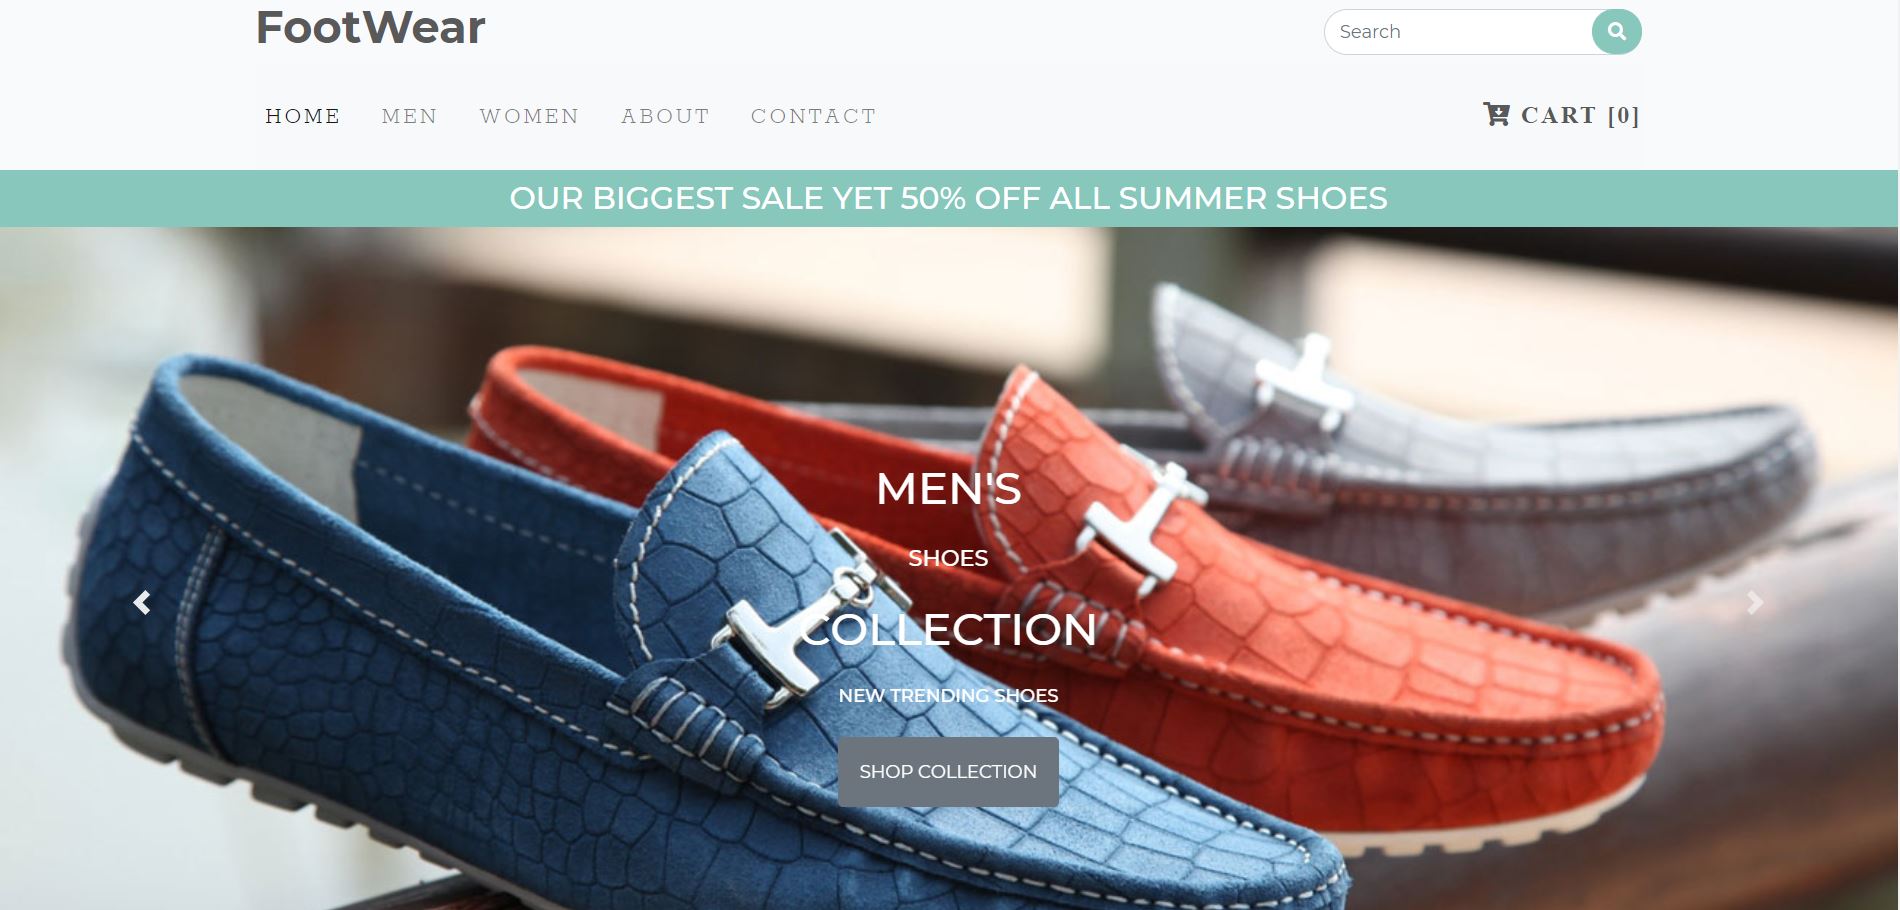 FootWear
Search
HOME MEN WOMEN ABOUT CONTACT CART [0]
OUR BIGGEST SALE YET 50% OFF ALL SUMMER SHOES
MEN'S
SHOES
COLLECTION
NEW TRENDING SHOES
SHOP COLLECTION